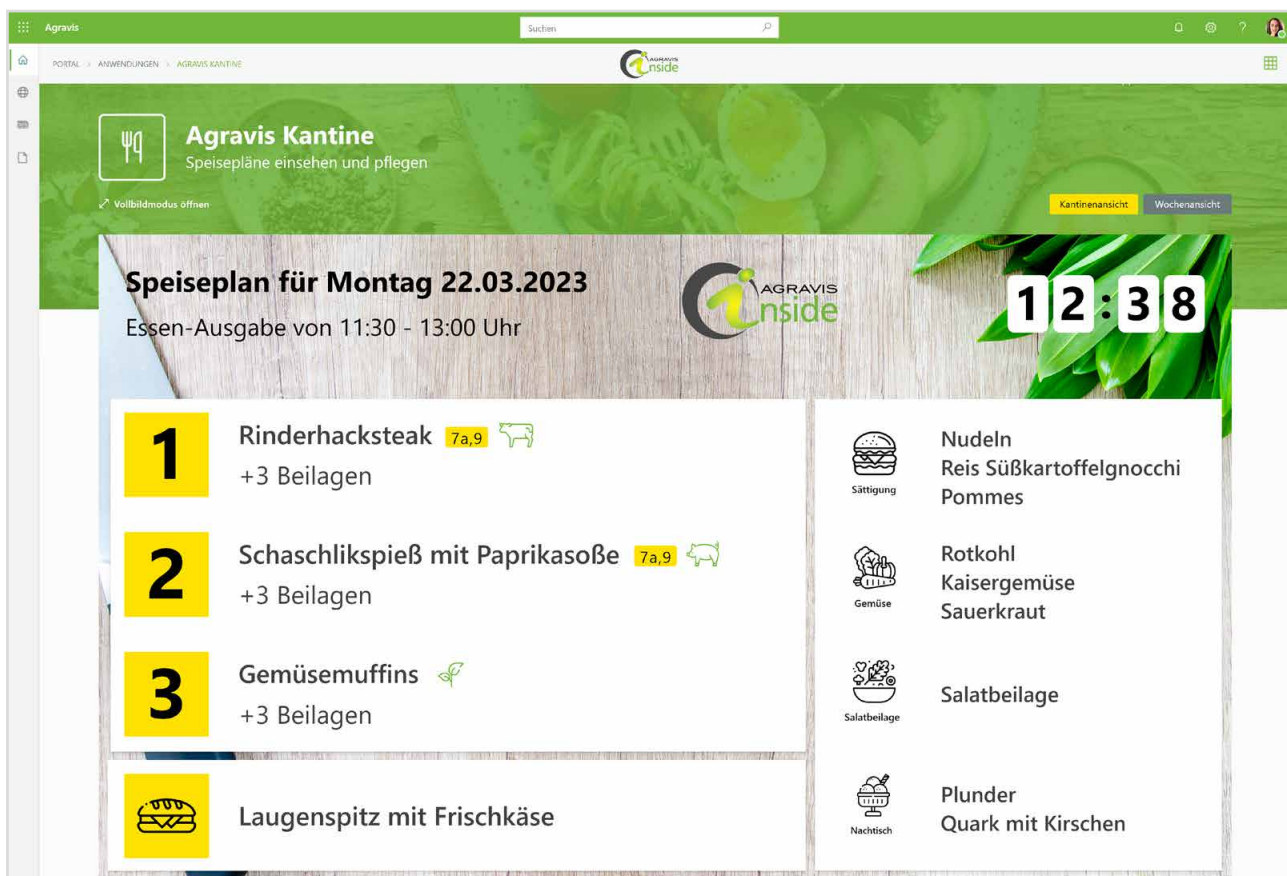 Agravis
Suchen
?
PORTAL > ANWENDUNGEN > AGRAVIS KANTINE
AGRAVIS
inside
Agravis Kantine
Speisepläne einsehen und pflegen
Vollbildmodus öffnen
Kantinenansicht
Wochenansicht
Speiseplan für Montag 22.03.2023
Essen-Ausgabe von 11:30 - 13:00 Uhr
AGRAVIS
inside
12:38
1
Rinderhacksteak 7a,9
+3 Beilagen
2
Schaschlikspieß mit Paprikasoße 7a,9
+3 Beilagen
3
Gemüsemuffins
+3 Beilagen
Laugenspitz mit Frischkäse
Sättigung
Nudeln
Reis Süßkartoffelgnocchi
Pommes
Gemüse
Rotkohl
Kaisergemüse
Sauerkraut
Salatbeilage
Salatbeilage
Nachtisch
Plunder
Quark mit Kirschen